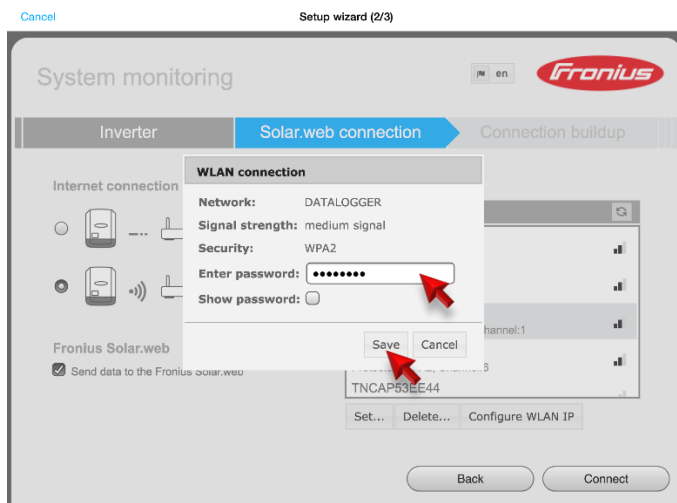 Cancel
Setup wizard (2/3)
System monitoring
en
Fronius
Inverter
Solar.web connection
Connection buildup
Internet connection
WLAN connection
Network: DATALOGGER
Signal strength: medium signal
Security: WPA2
Enter password: ••••••••
Show password:
Save
Cancel
hannel:1
Fronius Solar.web
Send data to the Fronius Solar.web
TNCAP53EE44
Set...
Delete...
Configure WLAN IP
Back
Connect